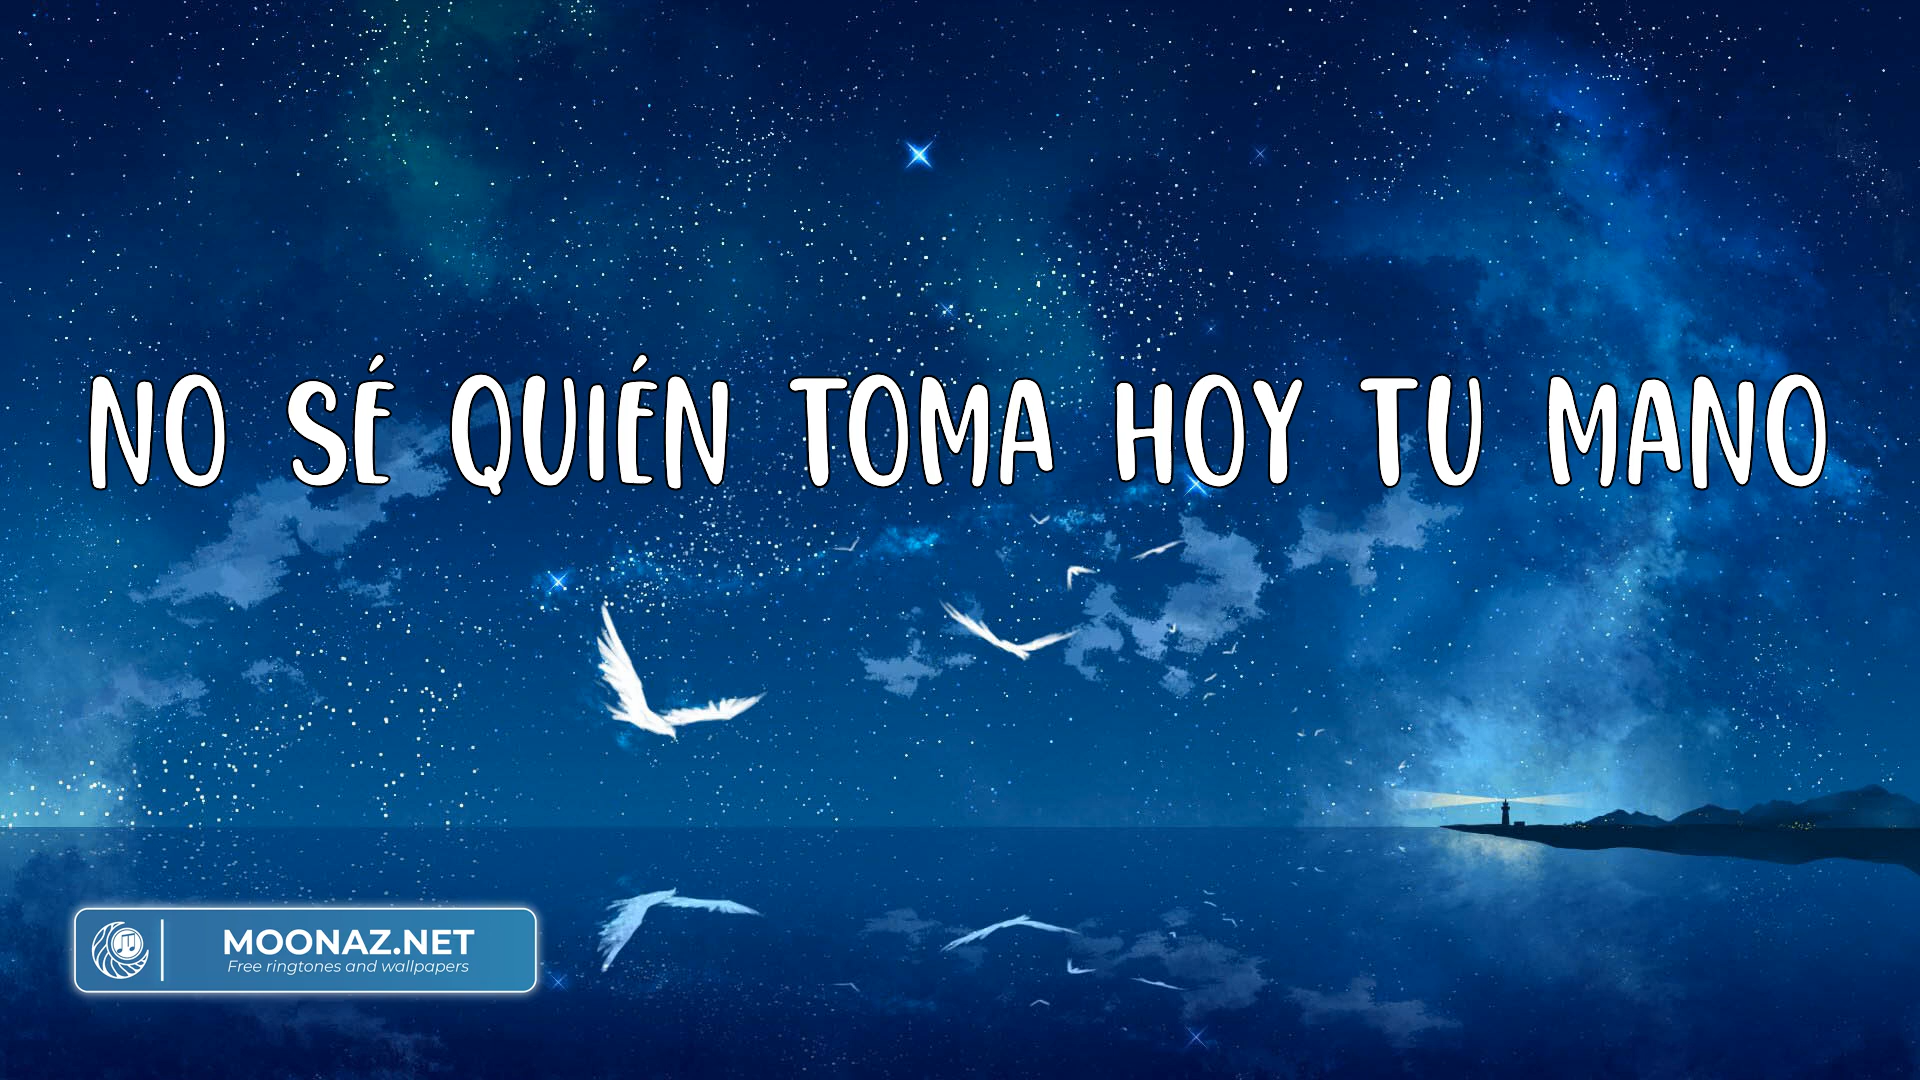 NO SÉ QUIÉN TOMA HOY TU MANO
MOONAZ.NET
Free ringtones and wallpapers